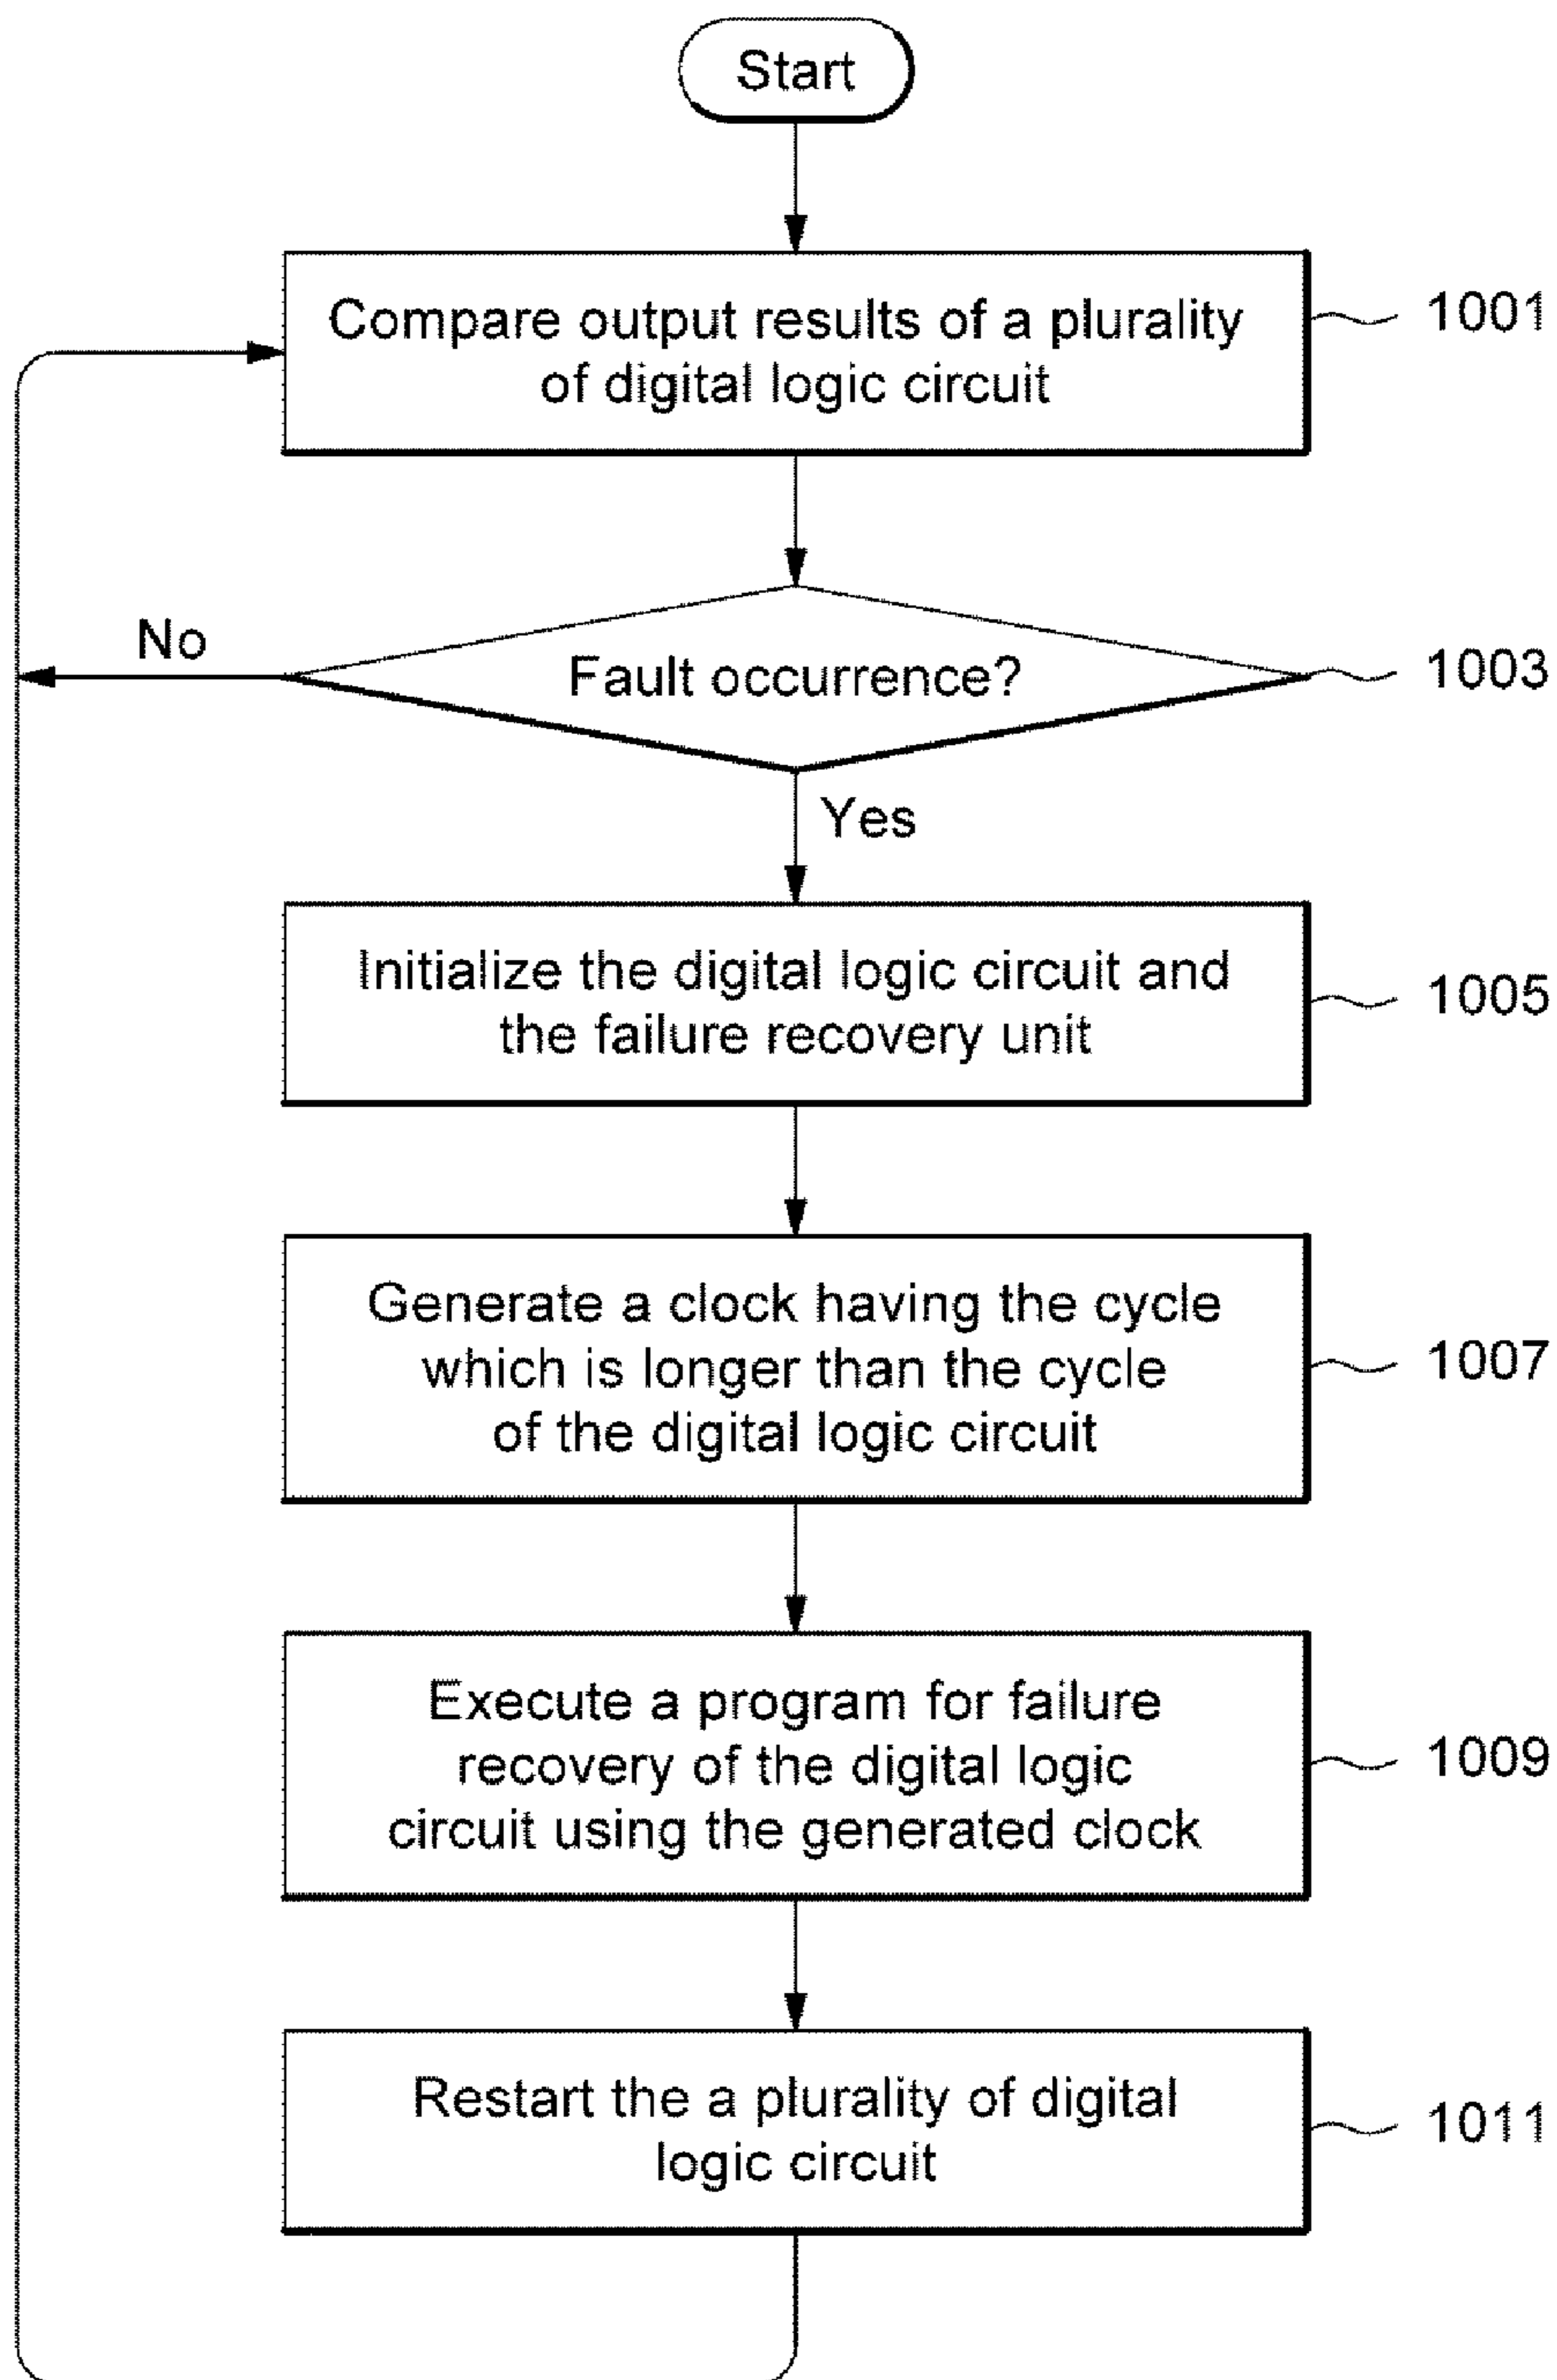 Start
Compare output results of a plurality
of digital logic circuit
1001
No
Fault occurrence?
1003
Yes
Initialize the digital logic circuit and
the failure recovery unit
1005
Generate a clock having the cycle
which is longer than the cycle
of the digital logic circuit
1007
Execute a program for failure
recovery of the digital logic
circuit using the generated clock
1009
Restart the a plurality of digital
logic circuit
1011